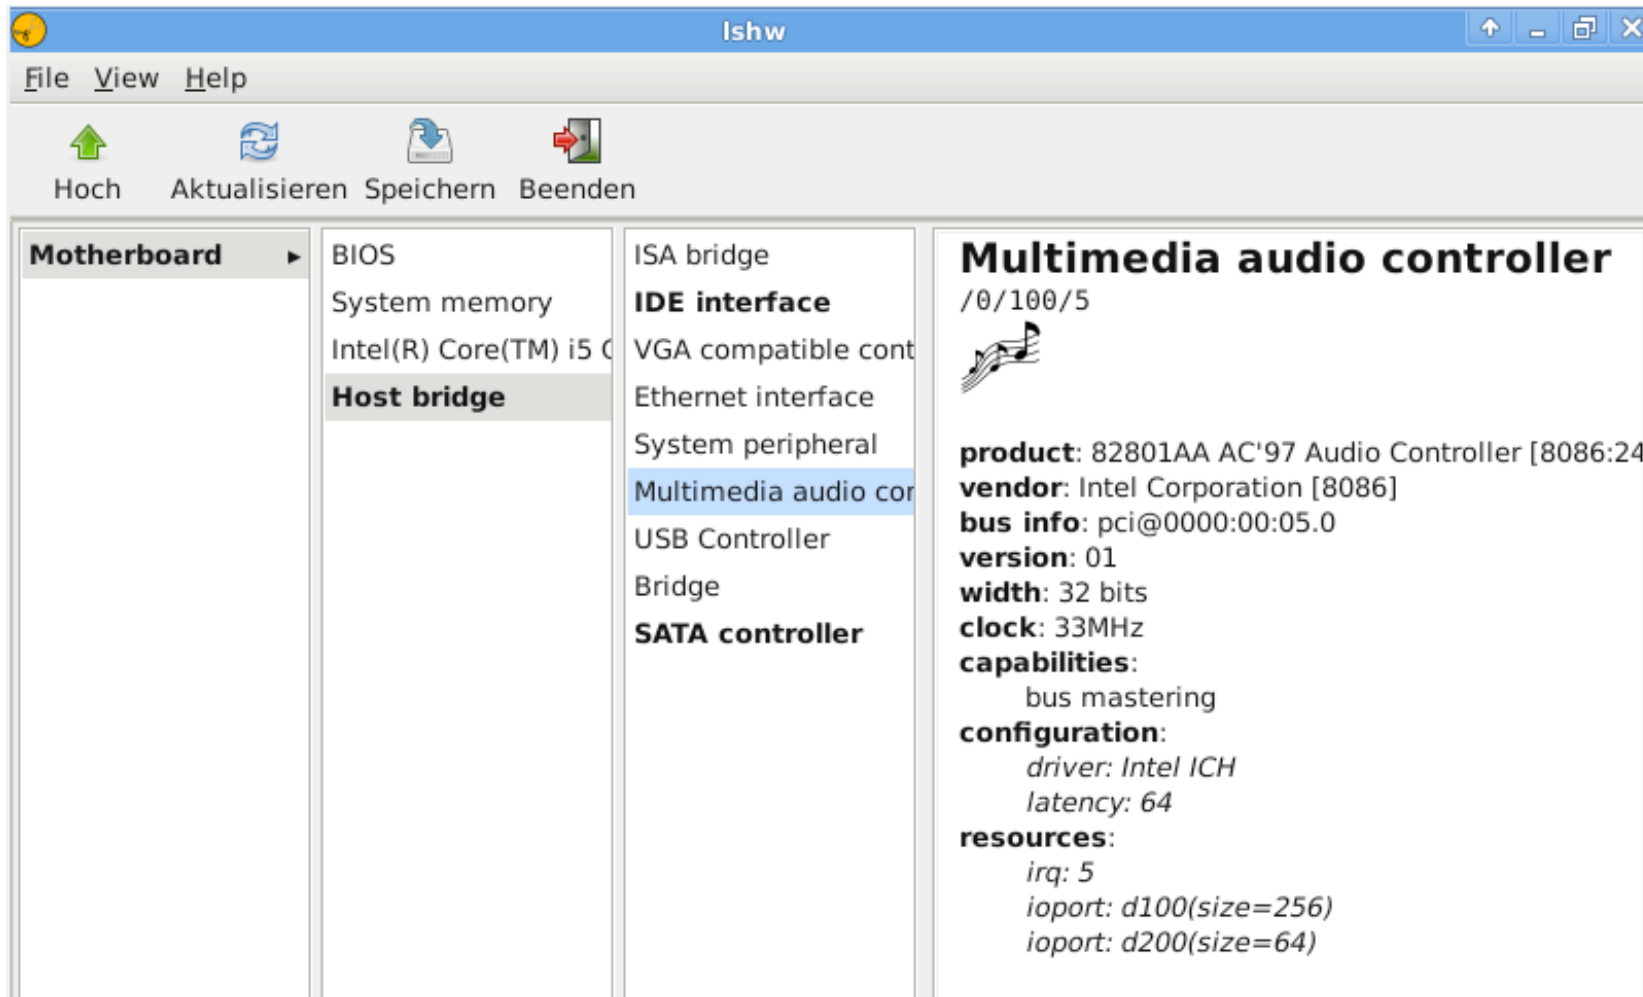 lshw
File View Help
Hoch Aktualisieren Speichern Beenden
Motherboard
BIOS
System memory
Intel(R) Core(TM) i5
Host bridge
ISA bridge
IDE interface
VGA compatible cont
Ethernet interface
System peripheral
Multimedia audio cor
USB Controller
Bridge
SATA controller
Multimedia audio controller
/0/100/5
product: 82801AA AC'97 Audio Controller [8086:24
vendor: Intel Corporation [8086]
bus info: pci@0000:00:05.0
version: 01
width: 32 bits
clock: 33MHz
capabilities:
bus mastering
configuration:
driver: Intel ICH
latency: 64
resources:
irq: 5
ioport: d100(size=256)
ioport: d200(size=64)